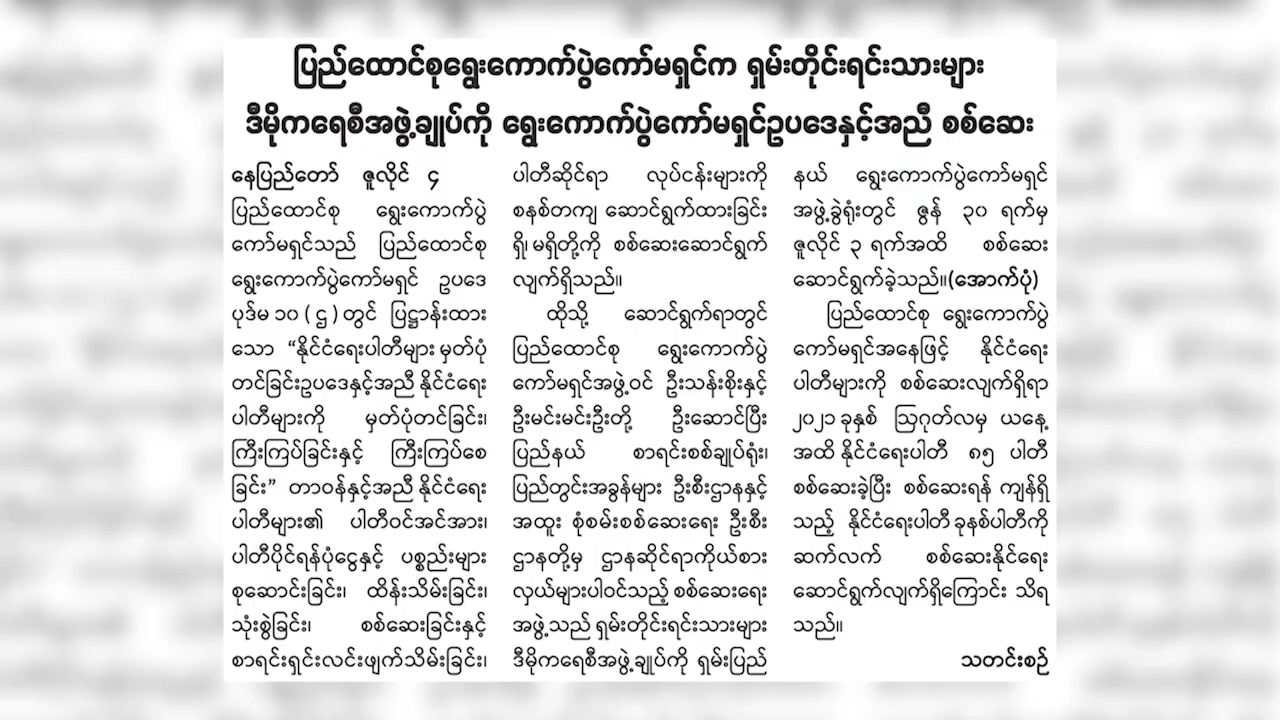 ပြည်ထောင်စုရွေးကောက်ပွဲကော်မရှင်က ရှမ်းတိုင်းရင်းသားများ
ဒီမိုကရေစီအဖွဲ့ချုပ်ကို ရွေးကောက်ပွဲကော်မရှင်ဥပဒေနှင့်အညီ စစ်ဆေး
နေပြည်တော် ဇူလိုင် ၄
ပြည်ထောင်စု ရွေးကောက်ပွဲ
ကော်မရှင်သည် ပြည်ထောင်စု
ရွေးကောက်ပွဲကော်မရှင် ဥပဒေ
ပုဒ်မ ၁၀ ( ဌ ) တွင် ပြဋ္ဌာန်းထား
သော “နိုင်ငံရေးပါတီများ မှတ်ပုံ
တင်ခြင်းဥပဒေနှင့်အညီ နိုင်ငံရေး
ပါတီများကို မှတ်ပုံတင်ခြင်း၊
ကြီးကြပ်ခြင်းနှင့် ကြီးကြပ်စေ
ခြင်း” တာဝန်နှင့်အညီ နိုင်ငံရေး
ပါတီများ၏ ပါတီဝင်အင်အား၊
ပါတီပိုင်ရန်ပုံငွေနှင့် ပစ္စည်းများ
စုဆောင်းခြင်း၊ ထိန်းသိမ်းခြင်း၊
သုံးစွဲခြင်း၊ စစ်ဆေးခြင်းနှင့်
စာရင်းရှင်းလင်းဖျက်သိမ်းခြင်း၊
ပါတီဆိုင်ရာ လုပ်ငန်းများကို
စနစ်တကျ ဆောင်ရွက်ထားခြင်း
ရှိ၊ မရှိတို့ကို စစ်ဆေးဆောင်ရွက်
လျက်ရှိသည်။
ထိုသို့ ဆောင်ရွက်ရာတွင်
ပြည်ထောင်စု ရွေးကောက်ပွဲ
ကော်မရှင်အဖွဲ့ဝင် ဦးသန်းစိုးနှင့်
ဦးမင်းမင်းဦးတို့ ဦးဆောင်ပြီး
ပြည်နယ် စာရင်းစစ်ချုပ်ရုံး၊
ပြည်တွင်းအခွန်များ ဦးစီးဌာနနှင့်
အထူး စုံစမ်းစစ်ဆေးရေး ဦးစီး
ဌာနတို့မှ ဌာနဆိုင်ရာကိုယ်စား
လှယ်များပါဝင်သည့် စစ်ဆေးရေး
အဖွဲ့သည် ရှမ်းတိုင်းရင်းသားများ
ဒီမိုကရေစီအဖွဲ့ချုပ်ကို ရှမ်းပြည်
နယ် ရွေးကောက်ပွဲကော်မရှင်
အဖွဲ့ခွဲရုံးတွင် ဇွန် ၃၀ ရက်မှ
ဇူလိုင် ၃ ရက်အထိ စစ်ဆေး
ဆောင်ရွက်ခဲ့သည်။(အောက်ပုံ)
ပြည်ထောင်စု ရွေးကောက်ပွဲ
ကော်မရှင်အနေဖြင့် နိုင်ငံရေး
ပါတီများကို စစ်ဆေးလျက်ရှိရာ
၂၀၂၁ ခုနှစ် ဩဂုတ်လမှ ယနေ့
အထိ နိုင်ငံရေးပါတီ ၈၅ ပါတီ
စစ်ဆေးခဲ့ပြီး စစ်ဆေးရန် ကျန်ရှိ
သည့် နိုင်ငံရေးပါတီ ခုနစ်ပါတီကို
ဆက်လက် စစ်ဆေးနိုင်ရေး
ဆောင်ရွက်လျက်ရှိကြောင်း သိရ
သည်။
သတင်းစဉ်